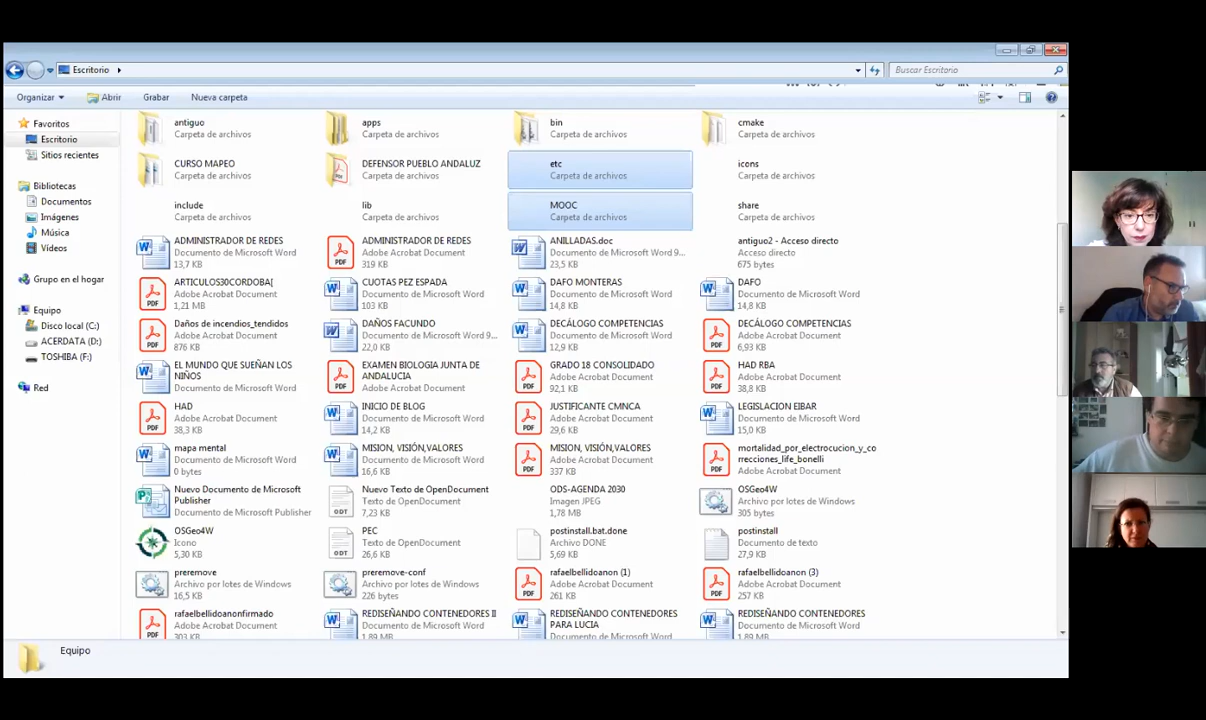 Escritorio
Buscar Escritorio
Organizar
Abrir
Grabar
Nueva carpeta
Favoritos
Escritorio
Sitios recientes
Bibliotecas
Documentos
Imágenes
Música
Vídeos
Grupo en el hogar
Equipo
Disco local (C:)
ACERDATA (D:)
TOSHIBA (F:)
Red
antiguo
Carpeta de archivos
apps
Carpeta de archivos
bin
Carpeta de archivos
cmake
Carpeta de archivos
CURSO MAPEO
Carpeta de archivos
DEFENSOR PUEBLO ANDALUZ
Carpeta de archivos
etc
Carpeta de archivos
icons
Carpeta de archivos
include
Carpeta de archivos
lib
Carpeta de archivos
MOOC
Carpeta de archivos
share
Carpeta de archivos
ADMINISTRADOR DE REDES
Documento de Microsoft Word
13,7 KB
ADMINISTRADOR DE REDES
Adobe Acrobat Document
319 KB
ANILLADAS.doc
Documento de Microsoft Word 9...
23,5 KB
antiguo2 - Acceso directo
Acceso directo
675 bytes
ARTICULOS30CORDOBA[
Adobe Acrobat Document
1,21 MB
CUOTAS PEZ ESPADA
Documento de Microsoft Word
103 KB
DAFO MONTERAS
Documento de Microsoft Word
14,8 KB
DAFO
Documento de Microsoft Word
14,8 KB
Daños de incendios_tendidos
Adobe Acrobat Document
876 KB
DAÑOS FACUNDO
Documento de Microsoft Word 9...
22,0 KB
DECÁLOGO COMPETENCIAS
Documento de Microsoft Word
12,9 KB
DECÁLOGO COMPETENCIAS
Adobe Acrobat Document
6,93 KB
EL MUNDO QUE SUEÑAN LOS
NIÑOS
Documento de Microsoft Word
EXAMEN BIOLOGIA JUNTA DE
ANDALUCIA
Adobe Acrobat Document
GRADO 18 CONSOLIDADO
Adobe Acrobat Document
92,1 KB
HAD RBA
Adobe Acrobat Document
38,8 KB
HAD
Adobe Acrobat Document
38,3 KB
INICIO DE BLOG
Documento de Microsoft Word
14,2 KB
JUSTIFICANTE CMNCA
Adobe Acrobat Document
29,6 KB
LEGISLACION EIBAR
Documento de Microsoft Word
15,0 KB
mapa mental
Documento de Microsoft Word
0 bytes
MISION, VISIÓN,VALORES
Documento de Microsoft Word
16,6 KB
MISION, VISIÓN,VALORES
Adobe Acrobat Document
337 KB
mortalidad_por_electrocucion_y_co
rrecciones_life_bonelli
Adobe Acrobat Document
Nuevo Documento de Microsoft
Publisher
Documento de Microsoft Publisher
Nuevo Texto de OpenDocument
Texto de OpenDocument
7,23 KB
ODS-AGENDA 2030
Imagen JPEG
1,78 MB
OSGeo4W
Archivo por lotes de Windows
305 bytes
OSGeo4W
Icono
5,30 KB
PEC
Texto de OpenDocument
26,6 KB
postinstall.bat.done
Archivo DONE
5,69 KB
postinstall
Documento de texto
27,9 KB
preremove
Archivo por lotes de Windows
16,5 KB
preremove-conf
Archivo por lotes de Windows
226 bytes
rafaelbellidoanon (1)
Adobe Acrobat Document
261 KB
rafaelbellidoanon (3)
Adobe Acrobat Document
257 KB
rafaelbellidoanonfirmado
Adobe Acrobat Document
303 KB
REDISEÑANDO CONTENEDORES II
Documento de Microsoft Word
1,89 MB
REDISEÑANDO CONTENEDORES
PARA LUCIA
Documento de Microsoft Word
REDISEÑANDO CONTENEDORES
Documento de Microsoft Word
1,89 MB
Equipo